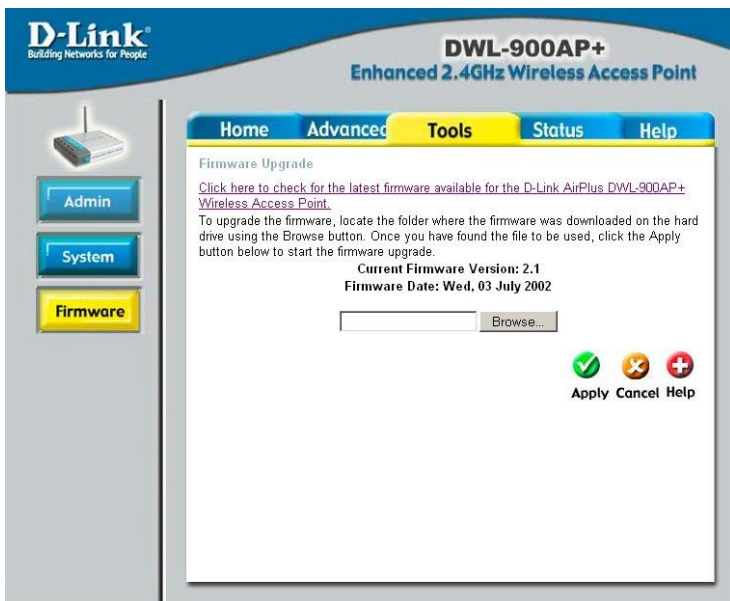 D-Link®
Building Networks for People
DWL-900AP+
Enhanced 2.4GHz Wireless Access Point
Home
Advanced
Tools
Status
Help
Admin
System
Firmware
Firmware Upgrade
Click here to check for the latest firmware available for the D-Link AirPlus DWL-900AP+
Wireless Access Point.
To upgrade the firmware, locate the folder where the firmware was downloaded on the hard
drive using the Browse button. Once you have found the file to be used, click the Apply
button below to start the firmware upgrade.
Current Firmware Version: 2.1
Firmware Date: Wed, 03 July 2002
Browse...
Apply
Cancel
Help